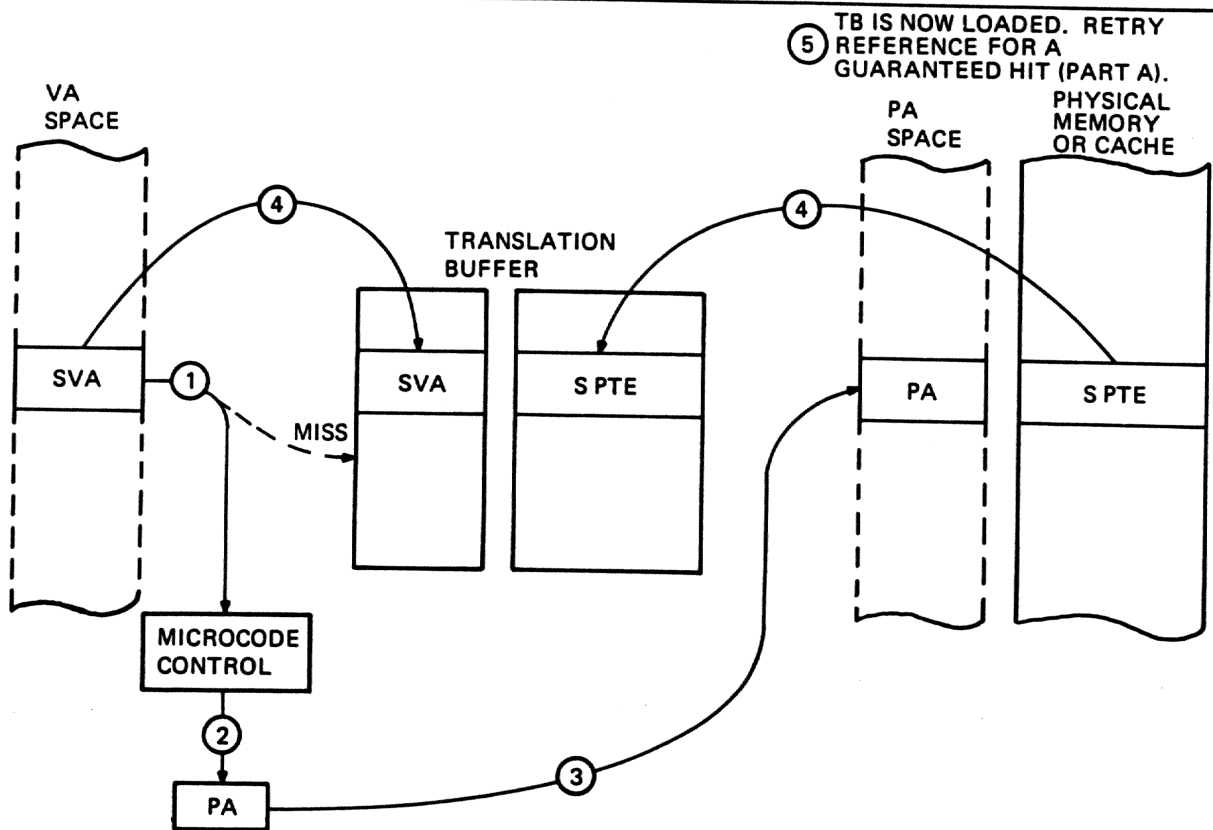 5
TB IS NOW LOADED. RETRY
REFERENCE FOR A
GUARANTEED HIT (PART A).
VA
SPACE
PA
SPACE
PHYSICAL
MEMORY
OR CACHE
4
4
TRANSLATION
BUFFER
SVA
1
MISS
SVA
S PTE
PA
S PTE
MICROCODE
CONTROL
2
PA
3